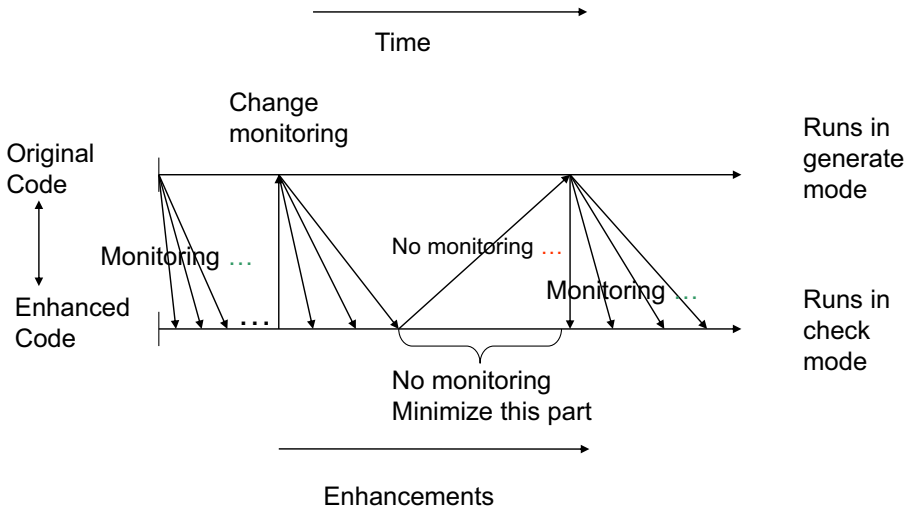 Time
Change
monitoring
Original
Code
Runs in
generate
mode
Monitoring ...
No monitoring ...
Monitoring ...
Enhanced
Code
...
Runs in
check
mode
No monitoring
Minimize this part
Enhancements